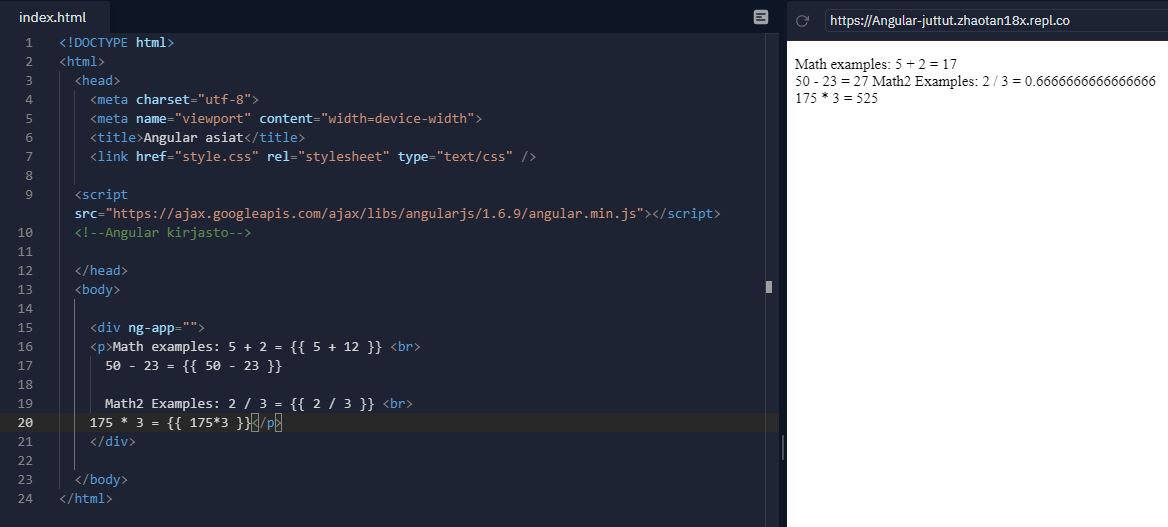 index.html
https://Angular-juttut.zhaotan18x.repl.co
1 <!DOCTYPE html>
2 <html>
3 <head>
4 <meta charset="utf-8">
5 <meta name="viewport" content="width=device-width">
6 <title>Angular asiat</title>
7 <link href="style.css" rel="stylesheet" type="text/css" />
8
9 <script
src="https://ajax.googleapis.com/ajax/libs/angularjs/1.6.9/angular.min.js"></script>
10 <!--Angular kirjasto-->
11
12 </head>
13 <body>
14
15 <div ng-app="">
16 <p>Math examples: 5 + 2 = {{ 5 + 12 }} <br>
17 50 - 23 = {{ 50 - 23 }}
18
19 Math2 Examples: 2 / 3 = {{ 2 / 3 }} <br>
20 175 * 3 = {{ 175*3 }}</p>
21 </div>
22
23 </body>
24 </html>
Math examples: 5 + 2 = 17
50 - 23 = 27 Math2 Examples: 2 / 3 = 0.6666666666666666
175 * 3 = 525